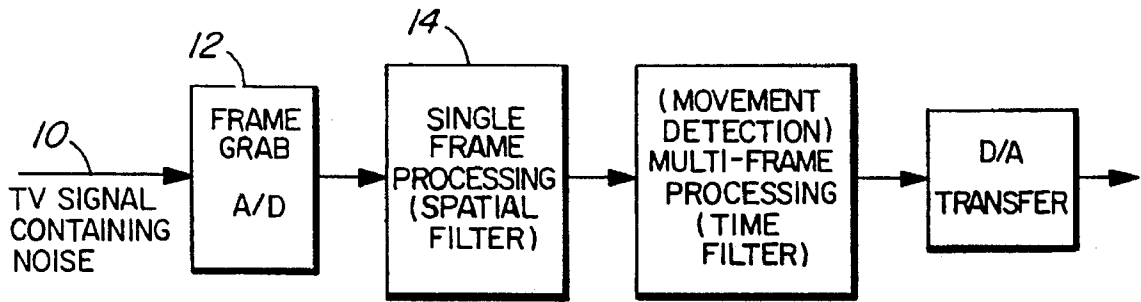 10
TV SIGNAL
CONTAINING
NOISE
12
FRAME
GRAB
A/D
14
SINGLE
FRAME
PROCESSING
(SPATIAL
FILTER)
(MOVEMENT
DETECTION)
MULTI-FRAME
PROCESSING
(TIME
FILTER)
D/A
TRANSFER